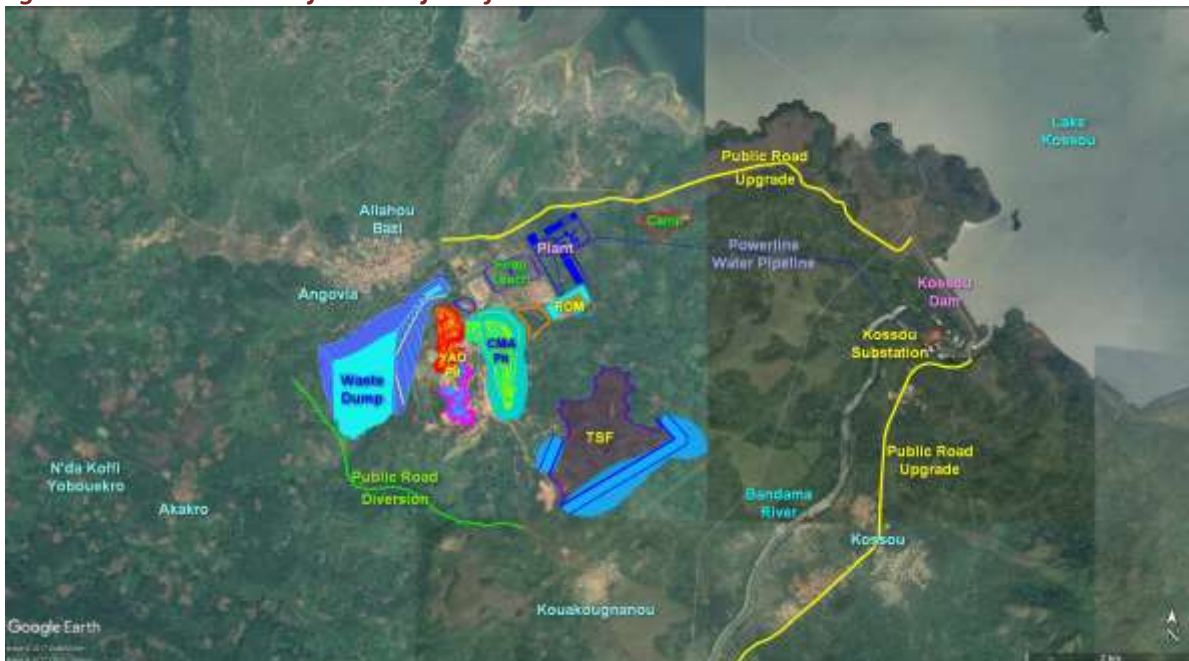 Lake
Kossou
Public Road
Upgrade
Allahou
Bazi
Camp
Plant
Powerline
Water Pipeline
Heap
Leach
Angovia
Kossou
Dam
ROM
Kossou
Substation
CMA
Pit
YAO
Pit
Waste
Dump
TSF
Public Road
Upgrade
N'da Koffi
Yobouekro
Public Road
Diversion
Akakro
Bandama
River
Kossou
Kouakougnanou
Google Earth
N